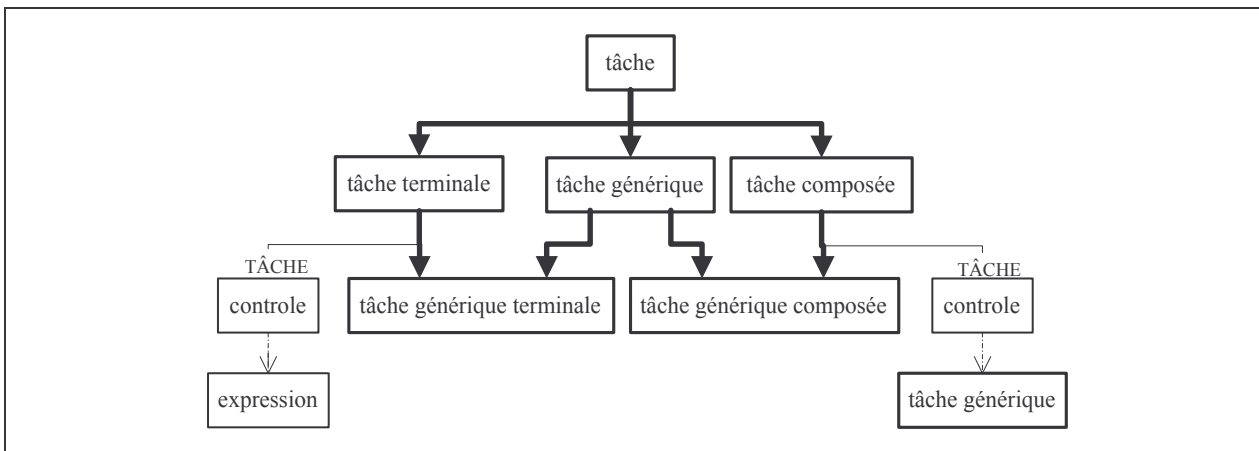 tâche
tâche terminale
tâche générique
tâche composée
TÂCHE
TÂCHE
controle
tâche générique terminale
tâche générique composée
controle
expression
tâche générique